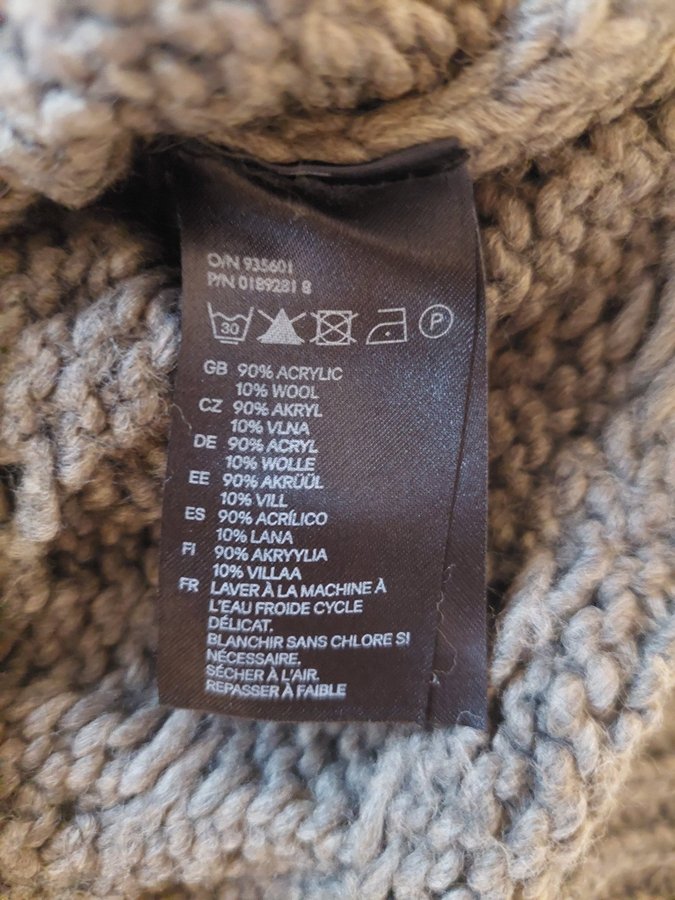 O/N 935601
P/N 0189281 8
30 P
GB 90% ACRYLIC
10% WOOL
CZ 90% AKRYL
10% VLNA
DE 90% ACRYL
10% WOLLE
EE 90% AKRÜÜL
10% VILL
ES 90% ACRÍLICO
10% LANA
FI 90% AKRYYLIA
10% VILLAA
FR LAVER À LA MACHINE À
L'EAU FROIDE CYCLE
DÉLICAT.
BLANCHIR SANS CHLORE SI
NÉCESSAIRE.
SÉCHER À L'AIR.
REPASSER À FAIBLE